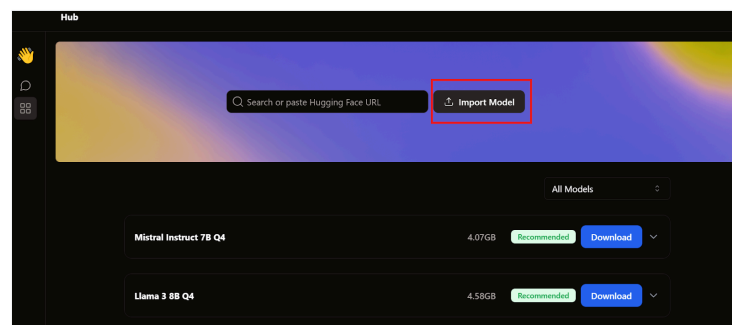 Hub
Search or paste Hugging Face URL
Import Model
All Models
Mistral Instruct 7B Q4 4.07GB Recommended Download
Llama 3 8B Q4 4.58GB Recommended Download